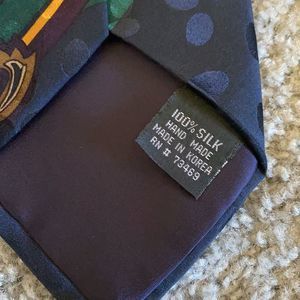 100% SILK
HAND MADE
MADE IN KOREA
RN # 73469